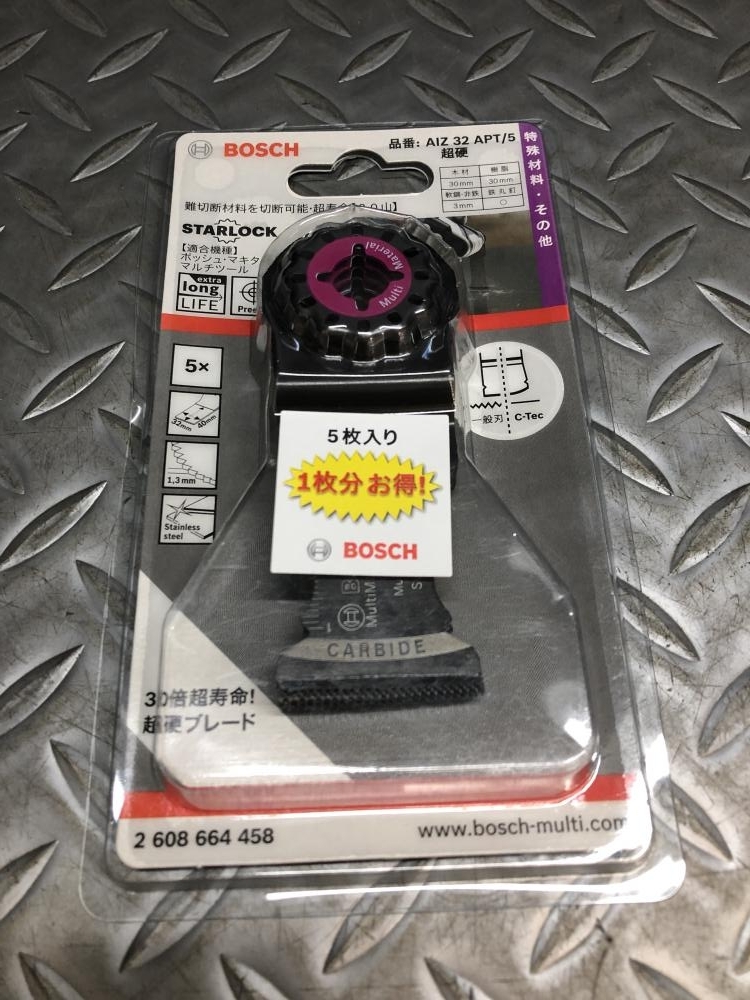 BOSCH
品番: AIZ 32 APT/5
超硬
木材 樹脂
30mm 30mm
軟鋼・非鉄 鉄丸釘
3mm ○
特殊材料・その他
難切断材料を切断可能・超寿命
STARLOCK
【適合機種】
ボッシュ・マキタ
マルチツール
extra
long
LIFE
Material
Multi
5×
32mm 40mm
1,3mm
Stainless
steel
一般刃 C-Tec
5枚入り
1枚分お得!
BOSCH
CARBIDE
30倍超寿命!
超硬ブレード
2 608 664 458
www.bosch-multi.com